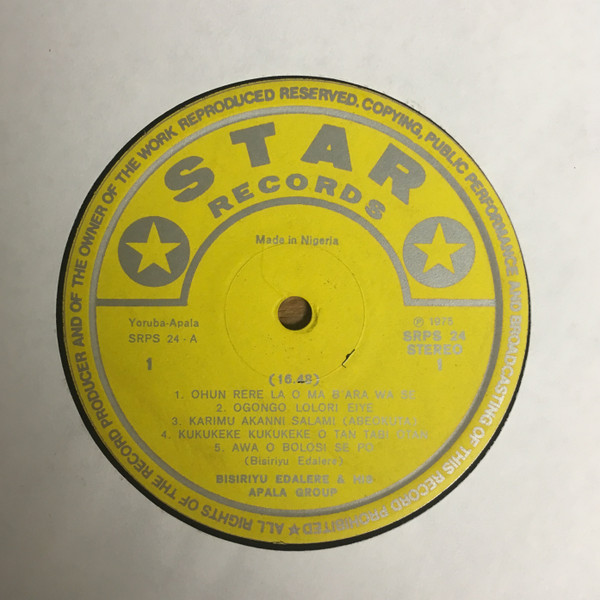 ALL RIGHTS OF THE RECORD PRODUCER AND OF THE OWNER OF THE WORK REPRODUCED RESERVED. COPYING, PUBLIC PERFORMANCE AND BROADCASTING OF THIS RECORD PROHIBITED ★
STAR
RECORDS
Made in Nigeria
Yoruba-Apala
SRPS 24 - A
1
℗ 1978
SRPS 24
STEREO
1
(16.48)
1. OHUN RERE LA O MA B'ARA WA SE
2. OGONGO LOLORI EIYE
3. KARIMU AKANNI SALAMI (ABEOKUTA)
4. KUKUKEKE KUKUKEKE O TAN TABI
5. AWA O BOLOSI SE PO
(Bisiriyu Edalere)
BISIRIYU EDALERE & HIS
APALA GROUP